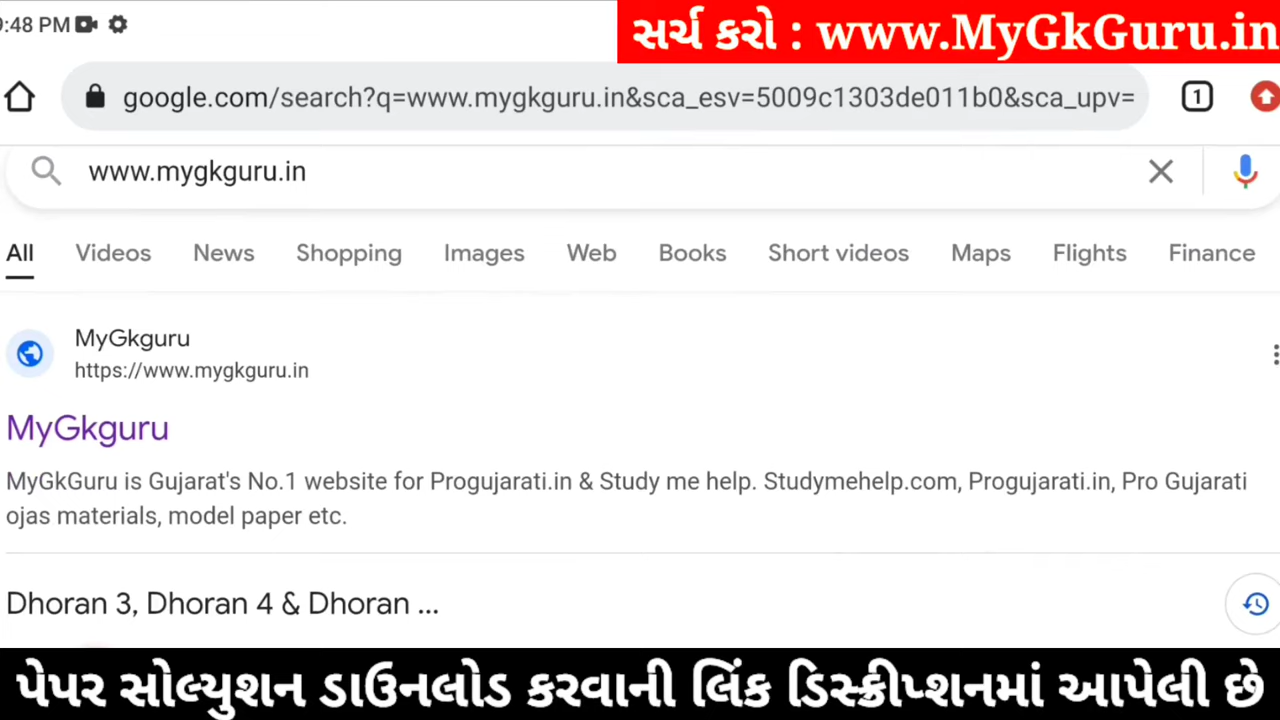 9:48 PM
સર્ચ કરો : www.MyGkGuru.in
google.com/search?q=www.mygkguru.in&sca_esv=5009c1303de011b0&sca_upv=
1
www.mygkguru.in
All Videos News Shopping Images Web Books Short videos Maps Flights Finance
MyGkguru
https://www.mygkguru.in
MyGkguru
MyGkGuru is Gujarat's No.1 website for Progujarati.in & Study me help. Studymehelp.com, Progujarati.in, Pro Gujarati
ojas materials, model paper etc.
Dhoran 3, Dhoran 4 & Dhoran ...
પેપર સોલ્યુશન ડાઉનલોડ કરવાની લિંક ડિસ્ક્રીપ્શનમાં આપેલી છે